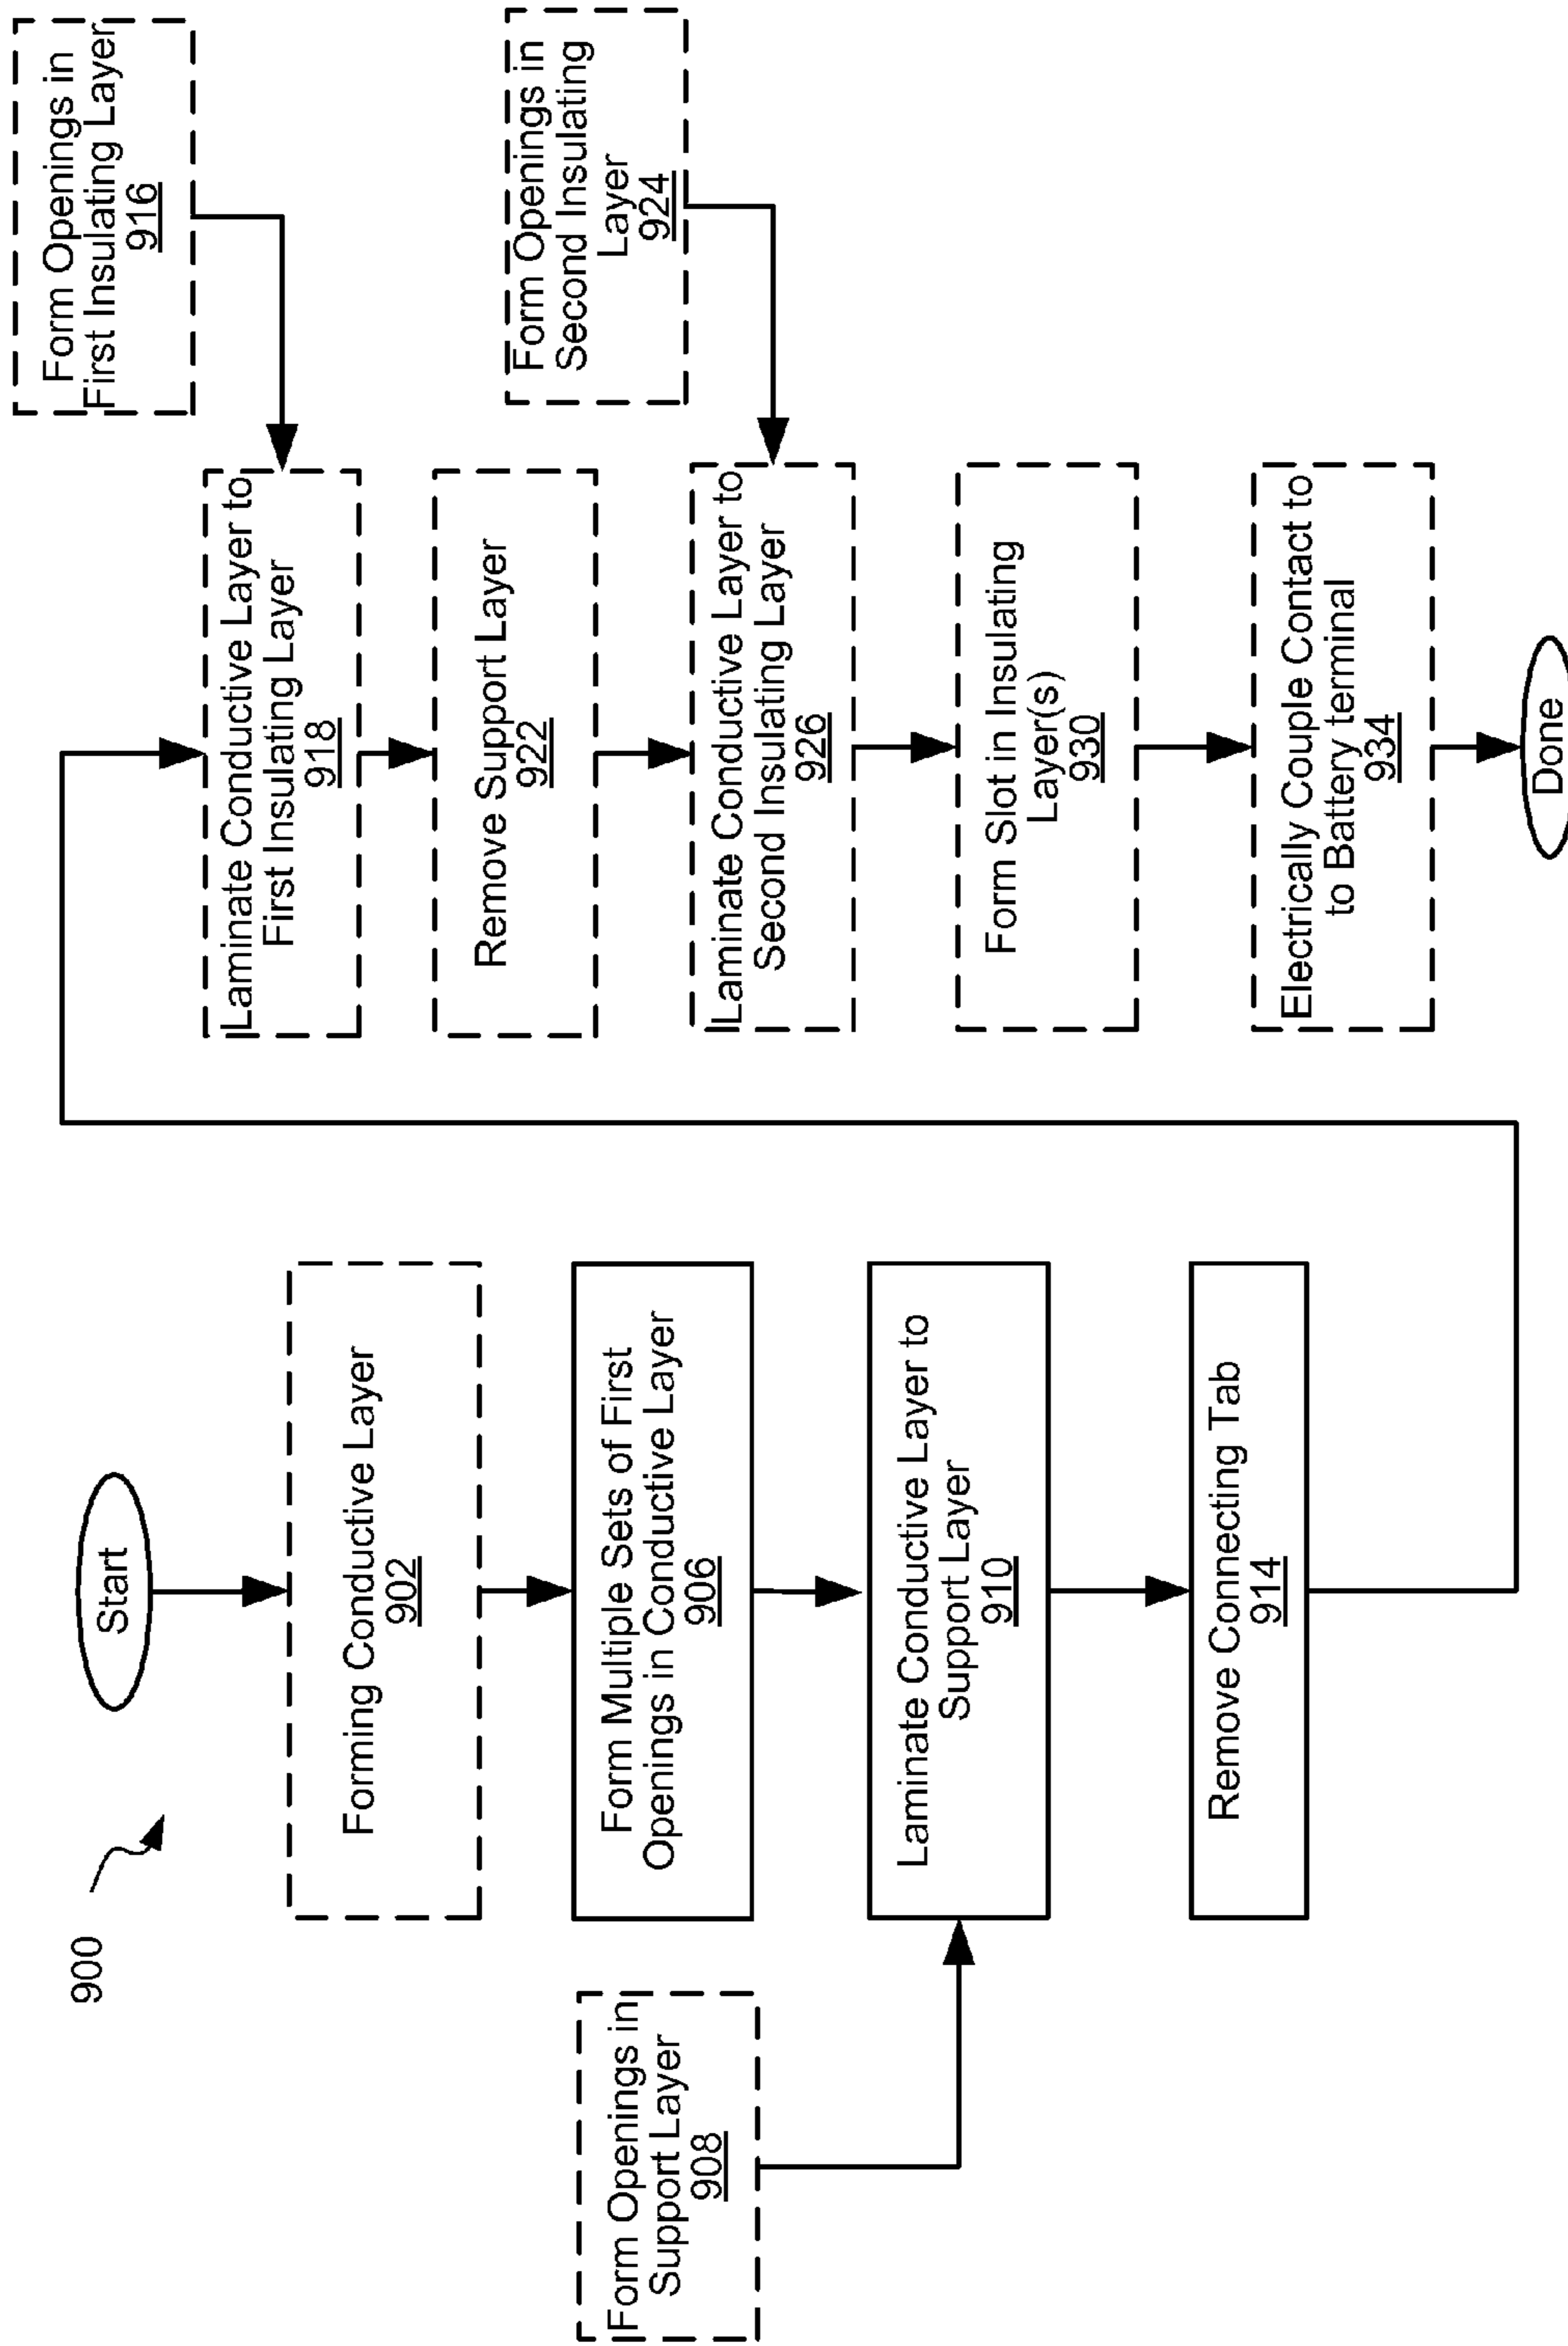 900
Start
Forming Conductive Layer
902
Form Multiple Sets of First
Openings in Conductive Layer
906
Form Openings in
Support Layer
908
Laminate Conductive Layer to
Support Layer
910
Remove Connecting Tab
914
Form Openings in
First Insulating Layer
916
Laminate Conductive Layer to
First Insulating Layer
918
Remove Support Layer
922
Form Openings in
Second Insulating
Layer
924
Laminate Conductive Layer to
Second Insulating Layer
926
Form Slot in Insulating
Layer(s)
930
Electrically Couple Contact to
to Battery terminal
934
Done